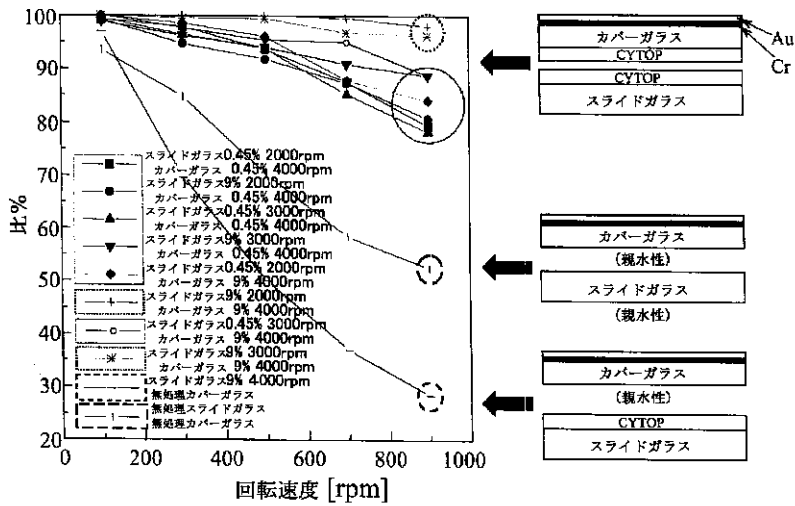 100
90
80
70
60
50
40
30
20
比%
0
200
400
600
800
1000
回転速度 [rpm]
スライドガラス0.45% 2000rpm
カバーガラス 0.45% 4000rpm
スライドガラス9% 2000rpm
カバーガラス 0.45% 4000rpm
スライドガラス0.45% 3000rpm
カバーガラス 0.45% 4000rpm
スライドガラス9% 3000rpm
カバーガラス 0.45% 4000rpm
スライドガラス0.45% 2000rpm
カバーガラス 9% 4000rpm
スライドガラス9% 2000rpm
カバーガラス 9% 4000rpm
スライドガラス0.45% 3000rpm
カバーガラス 9% 4000rpm
スライドガラス9% 3000rpm
カバーガラス 9% 4000rpm
スライドガラス9% 4000rpm
無処理カバーガラス
無処理スライドガラス
無処理カバーガラス
Au
Cr
カバーガラス
CYTOP
CYTOP
スライドガラス
カバーガラス
(親水性)
スライドガラス
(親水性)
カバーガラス
(親水性)
CYTOP
スライドガラス